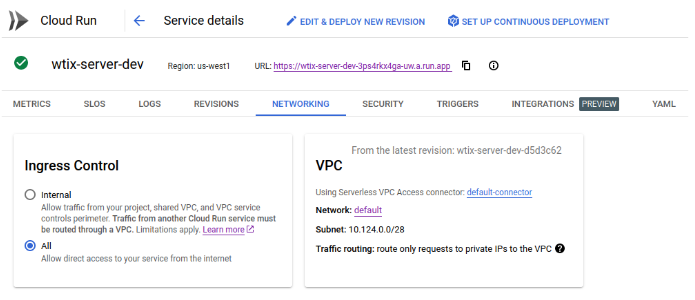 Cloud Run
Service details
EDIT & DEPLOY NEW REVISION
SET UP CONTINUOUS DEPLOYMENT
wtix-server-dev
Region: us-west1
URL: https://wtix-server-dev-3ps4rkx4ga-uw.a.run.app
METRICS
SLOS
LOGS
REVISIONS
NETWORKING
SECURITY
TRIGGERS
INTEGRATIONS PREVIEW
YAML
Ingress Control
Internal
Allow traffic from your project, shared VPC, and VPC service
controls perimeter. Traffic from another Cloud Run service must
be routed through a VPC. Limitations apply. Learn more
All
Allow direct access to your service from the internet
From the latest revision: wtix-server-dev-d5d3c62
VPC
Using Serverless VPC Access connector: default-connector
Network: default
Subnet: 10.124.0.0/28
Traffic routing: route only requests to private IPs to the VPC